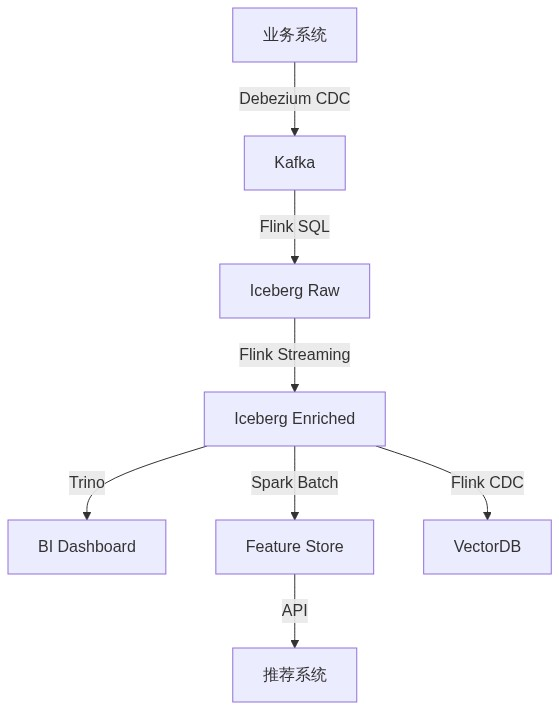 业务系统
Debezium CDC
Kafka
Flink SQL
Iceberg Raw
Flink Streaming
Iceberg Enriched
Trino
Spark Batch
Flink CDC
BI Dashboard
Feature Store
VectorDB
API
推荐系统